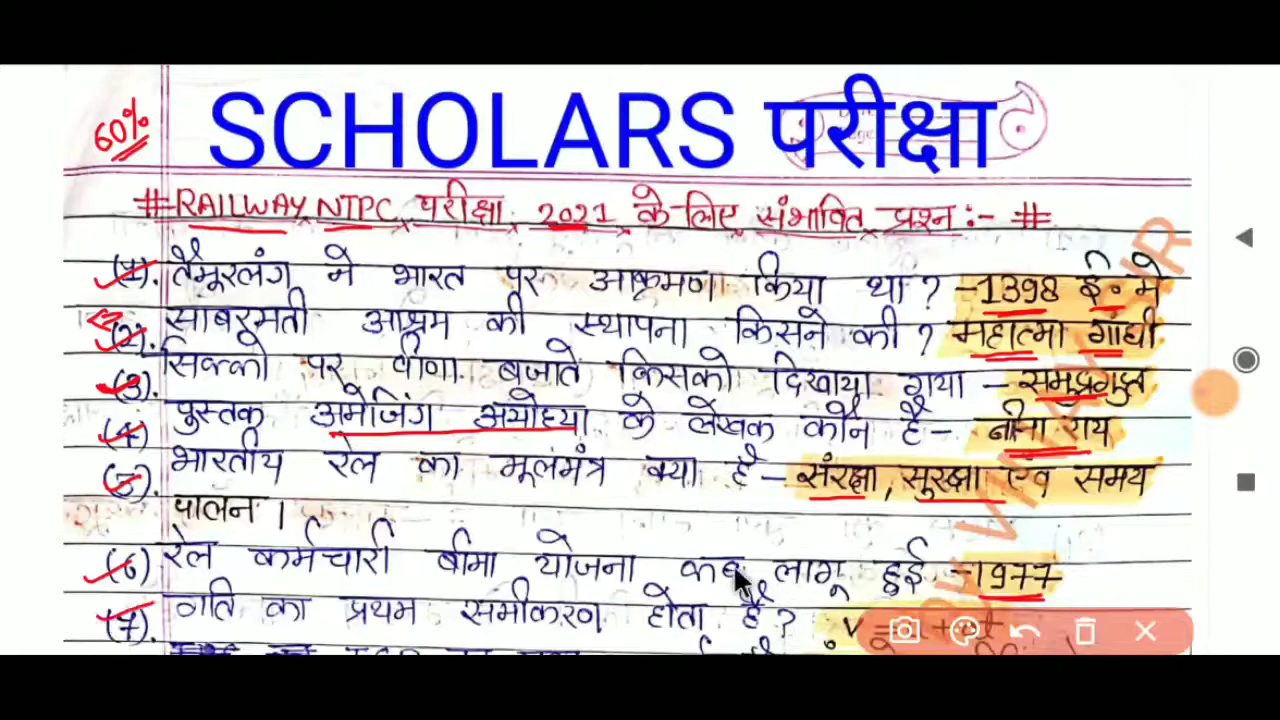 SCHOLARS परीक्षा
60%
# RAILWAY NTPC परीक्षा 2021 के लिए संभावित प्रश्न :- #
(1). तैमूरलंग ने भारत पर आक्रमण किया था? - 1398 ई० मे
(2). साबरमती आश्रम की स्थापना किसने की? महात्मा गांधी
(3). सिक्को पर वीणा बजाते किसको दिखाया गया - समुद्रगुप्त
(4). पुस्तक अमेजिंग अयोध्या के लेखक कौन है - नीना राय
(5). भारतीय रेल का मूलमंत्र क्या है - संरक्षा, सुरक्षा एवं समय
पालन ।
(6) रेल कर्मचारी बीमा योजना कब लागू हुई - 1977
(7). गति का प्रथम समीकरण होता है? v =